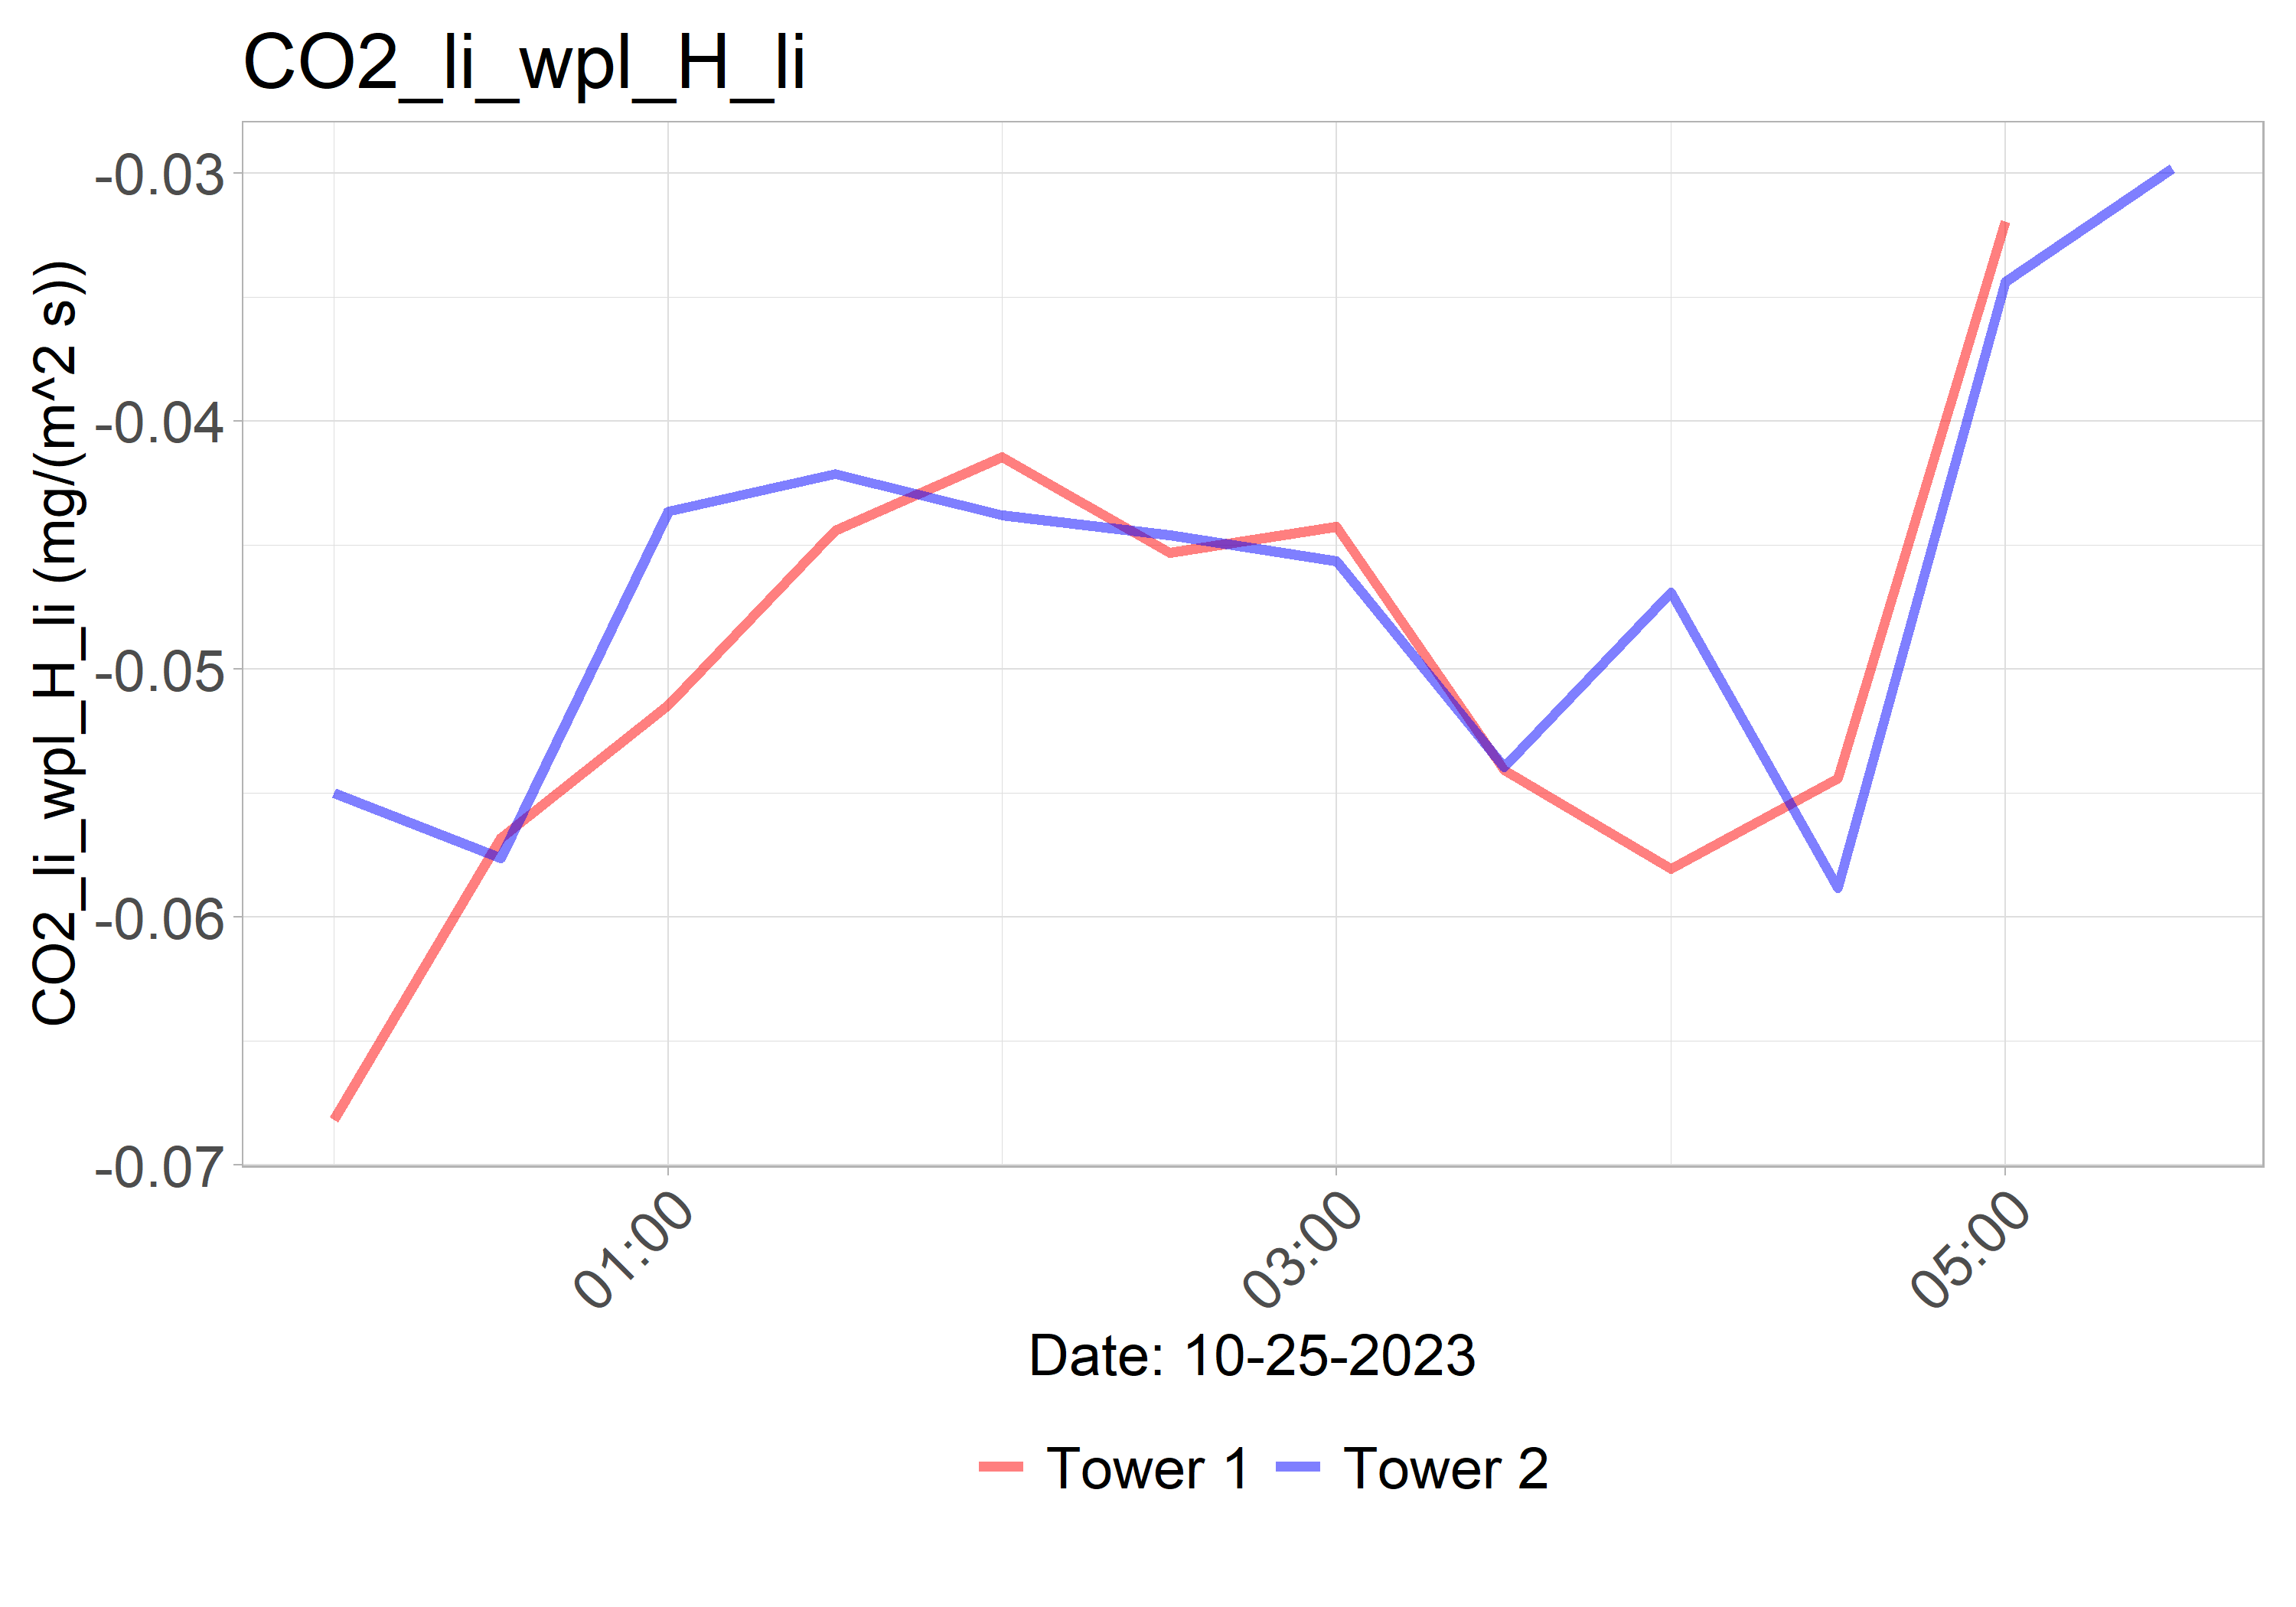 CO2_li_wpl_H_li
CO2_li_wpl_H_li (mg/(m^2 s))
-0.03
-0.04
-0.05
-0.06
-0.07
01:00
03:00
05:00
Date: 10-25-2023
Tower 1
Tower 2